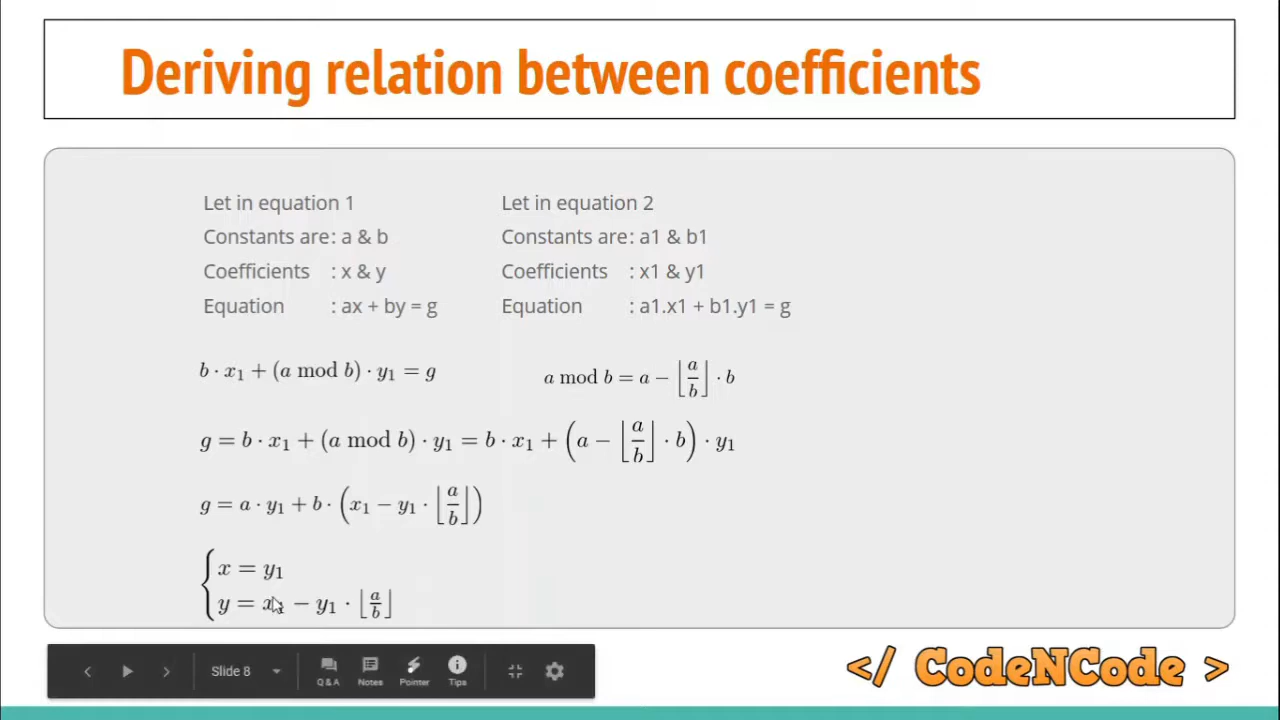 Deriving relation between coefficients
Let in equation 1
Constants are: a & b
Coefficients : x & y
Equation : ax + by = g
Let in equation 2
Constants are: a1 & b1
Coefficients : x1 & y1
Equation : a1.x1 + b1.y1 = g
b · x₁ + (a mod b) · y₁ = g
a mod b = a − ⌊a/b⌋ · b
g = b · x₁ + (a mod b) · y₁ = b · x₁ + (a − ⌊a/b⌋ · b) · y₁
g = a · y₁ + b · (x₁ − y₁ · ⌊a/b⌋)
{ x = y₁
y = x₁ − y₁ · ⌊a/b⌋
Slide 8
Q & A Notes Pointer Tips
</ CodeNCode >